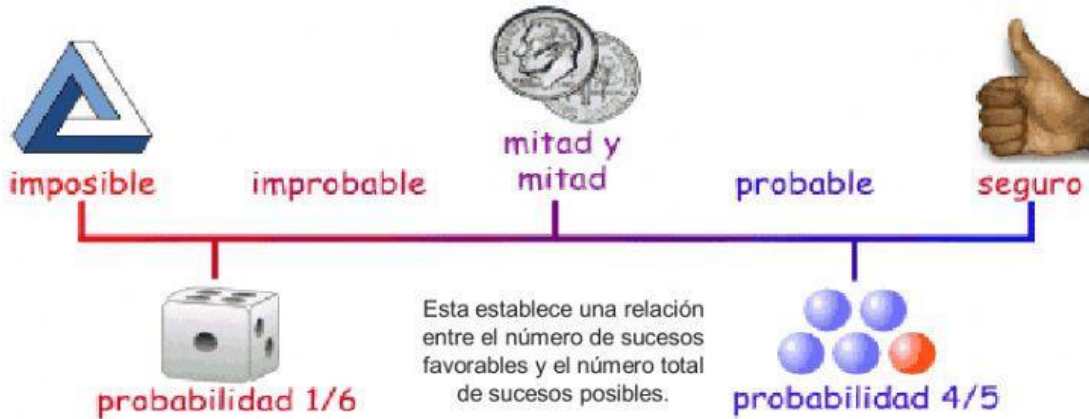 mitad y
mitad
imposible
improbable
probable
seguro
Esta establece una relación
entre el número de sucesos
favorables y el número total
de sucesos posibles.
probabilidad 1/6
probabilidad 4/5